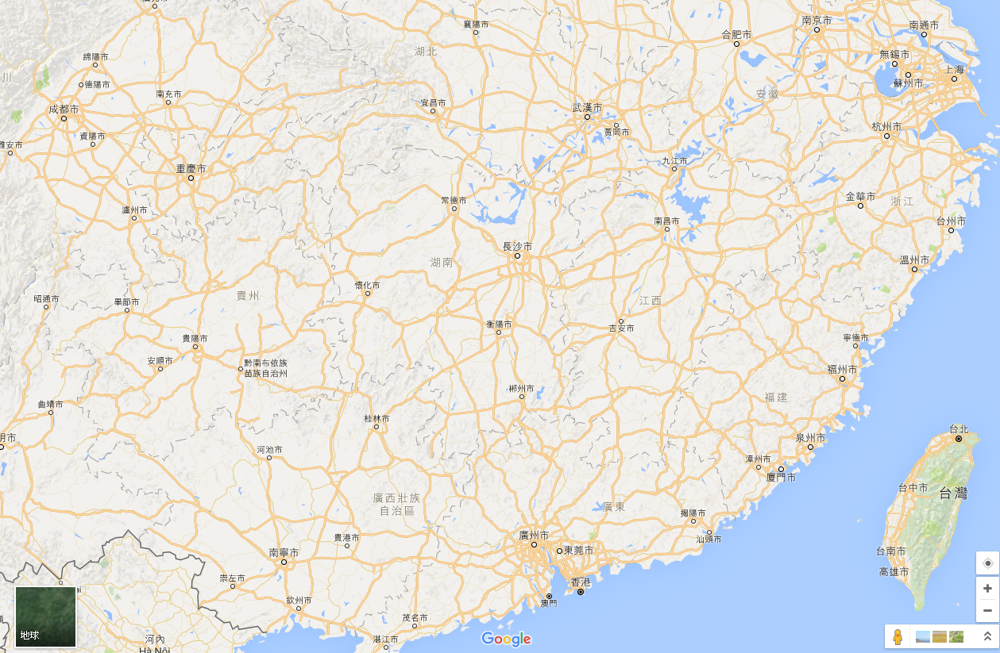 襄陽市
合肥市
南京市
南通市
湖北
綿陽市
無錫市
上海
川
德陽市
蘇州市
南充市
安徽
成都市
宜昌市
武漢市
杭州市
資陽市
黃岡市
雅安市
重慶市
九江市
金華市
浙江
常德市
瀘州市
南昌市
台州市
長沙市
湖南
溫州市
懷化市
貴州
昭通市
畢節市
江西
衡陽市
吉安市
貴陽市
寧德市
安順市
黔南布依族
苗族自治州
福州市
郴州市
福建
曲靖市
桂林市
台北
明市
泉州市
河池市
漳州市
廈門市
台中市
台灣
廣西壯族
自治區
廣東
揭陽市
廣州市
汕頭市
貴港市
東莞市
南寧市
台南市
高雄市
崇左市
香港
ai
欽州市
澳門
茂名市
地球
河內
Hà Nội
湛江市
Google